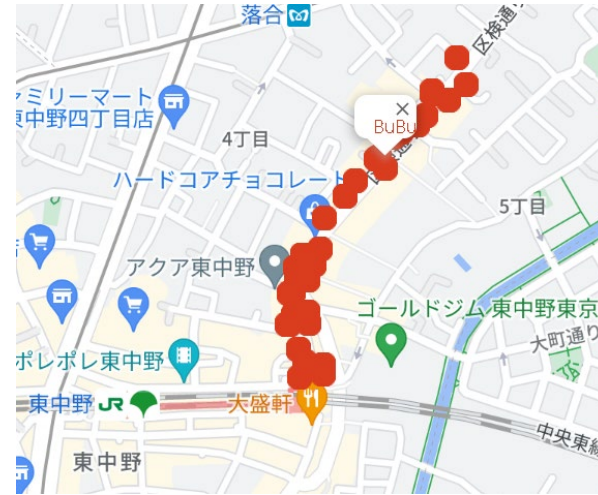 落合
区検通り
ァミリーマート
東中野四丁目店
BuBu
4丁目
ハードコアチョコレート
5丁目
アクア東中野
ゴールドジム 東中野東京
大町通り
ポレポレ東中野
東中野 JR
大盛軒
中央東線
東中野